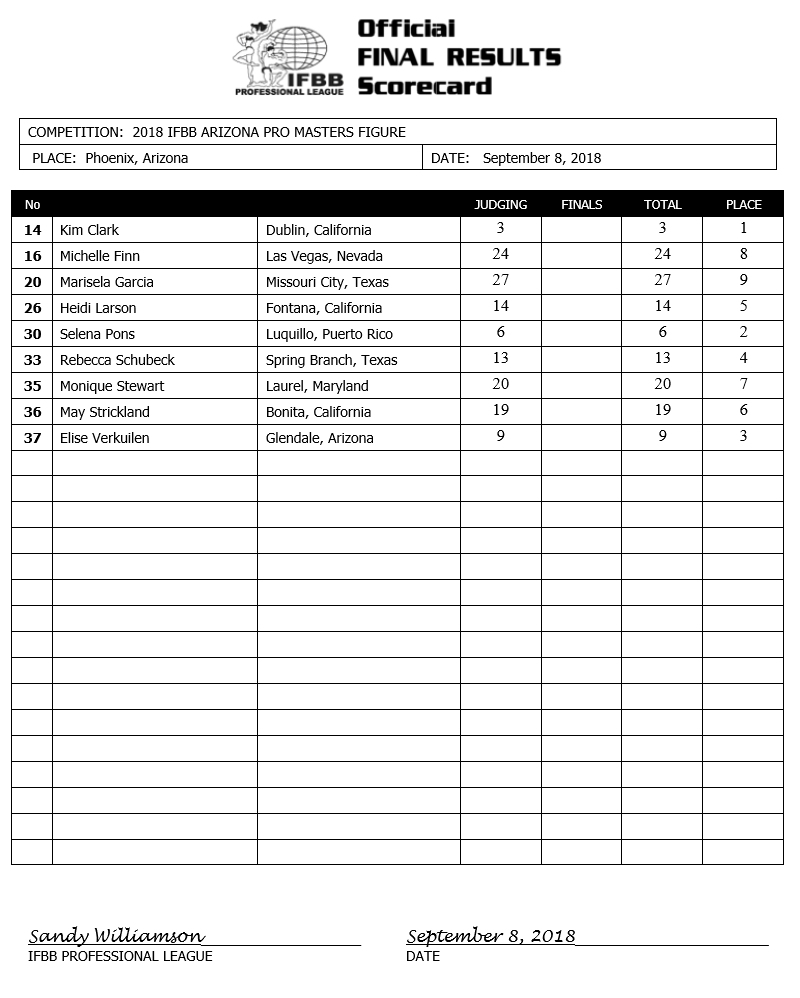 Official
FINAL RESULTS
Scorecard
IFBB
PROFESSIONAL LEAGUE
COMPETITION: 2018 IFBB ARIZONA PRO MASTERS FIGURE
PLACE: Phoenix, Arizona DATE: September 8, 2018
No JUDGING FINALS TOTAL PLACE
14 Kim Clark Dublin, California 3 3 1
16 Michelle Finn Las Vegas, Nevada 24 24 8
20 Marisela Garcia Missouri City, Texas 27 27 9
26 Heidi Larson Fontana, California 14 14 5
30 Selena Pons Luquillo, Puerto Rico 6 6 2
33 Rebecca Schubeck Spring Branch, Texas 13 13 4
35 Monique Stewart Laurel, Maryland 20 20 7
36 May Strickland Bonita, California 19 19 6
37 Elise Verkuilen Glendale, Arizona 9 9 3
Sandy Williamson September 8, 2018
IFBB PROFESSIONAL LEAGUE DATE